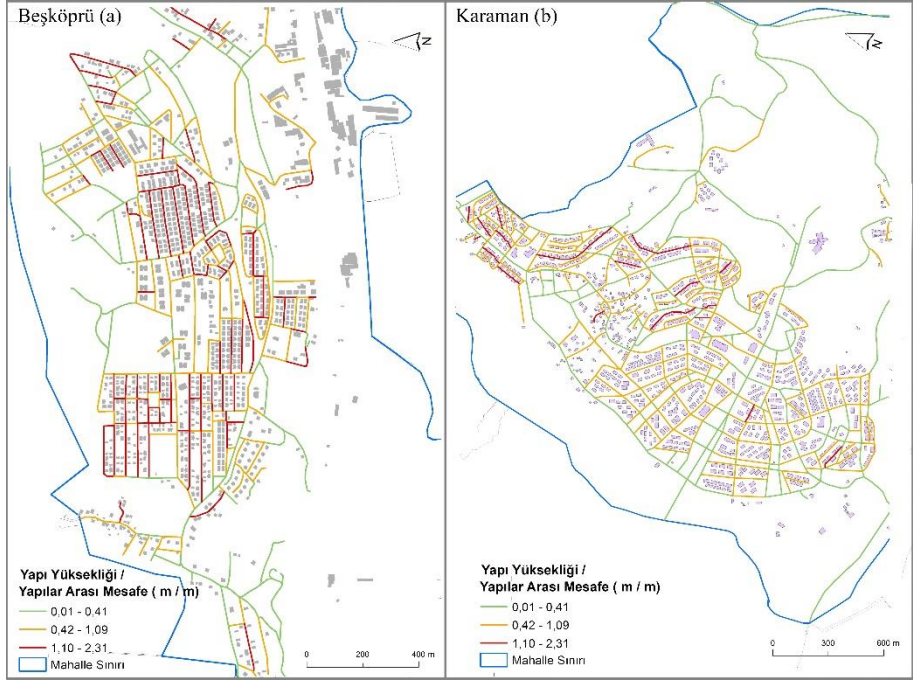 Beşköprü (a)
N
Yapı Yüksekliği /
Yapılar Arası Mesafe ( m / m)
0,01 - 0,41
0,42 - 1,09
1,10 - 2,31
Mahalle Sınırı
0 200 400 m
Karaman (b)
N
Yapı Yüksekliği /
Yapılar Arası Mesafe ( m / m)
0,01 - 0,41
0,42 - 1,09
1,10 - 2,31
Mahalle Sınırı
0 300 600 m